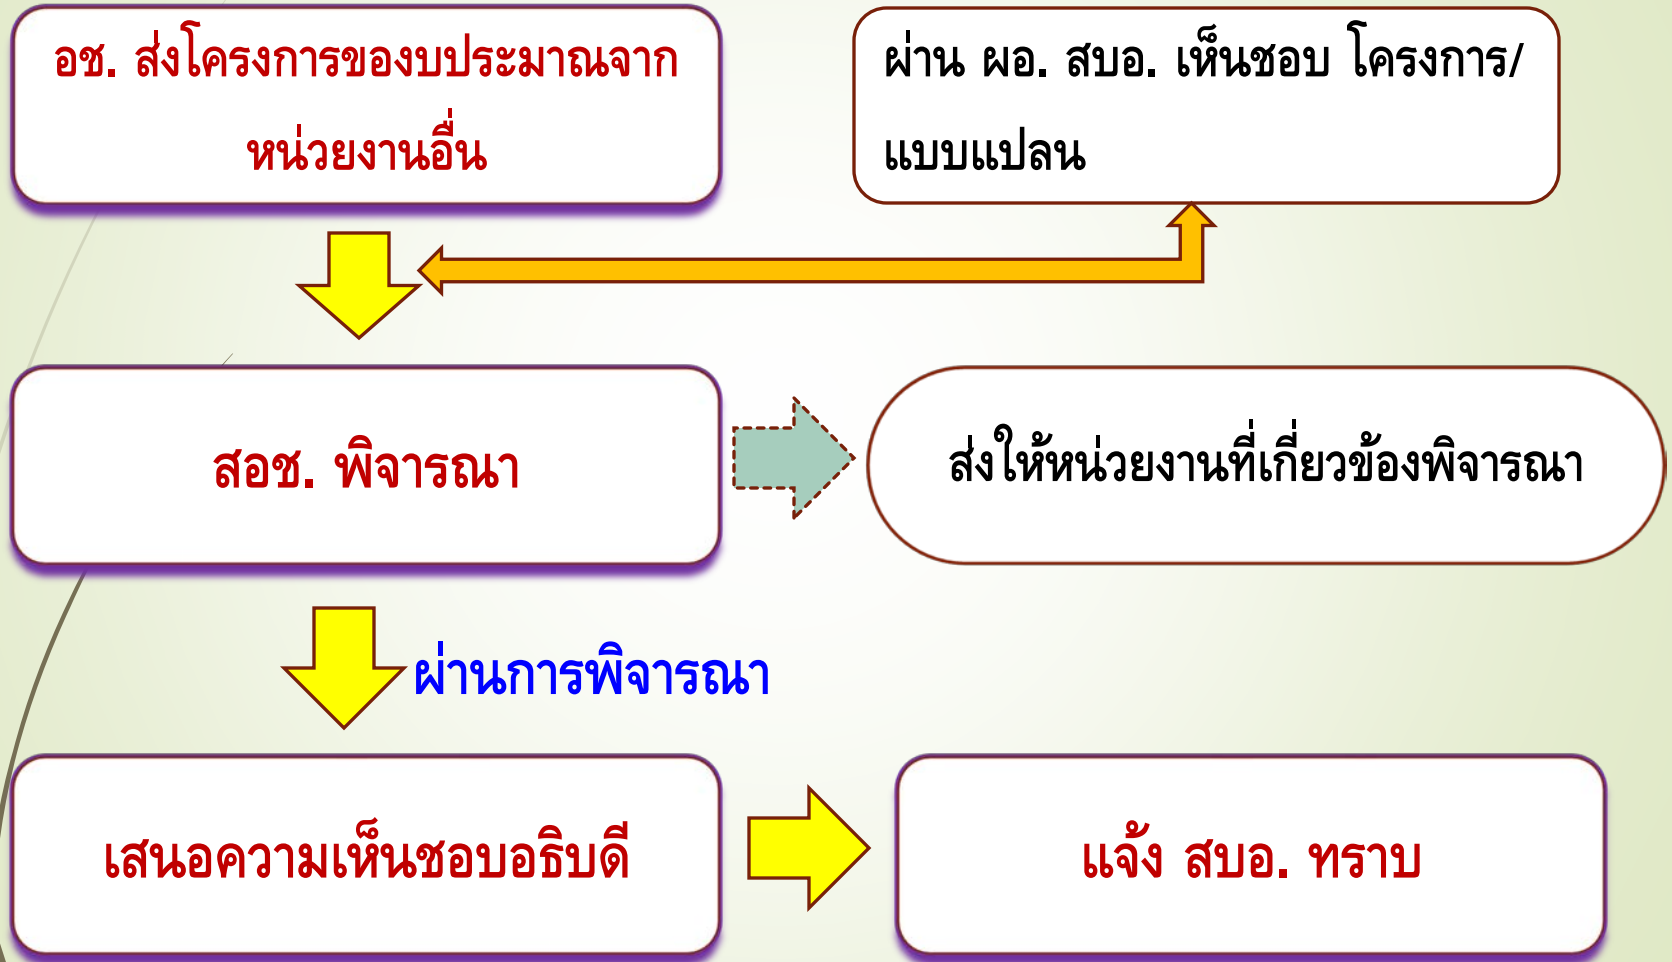 อช. ส่งโครงการของบประมาณจาก
หน่วยงานอื่น
ผ่าน ผอ. สบอ. เห็นชอบ โครงการ/
แบบแปลน
สอช. พิจารณา
ส่งให้หน่วยงานที่เกี่ยวข้องพิจารณา
ผ่านการพิจารณา
เสนอความเห็นชอบอธิบดี
แจ้ง สบอ. ทราบ